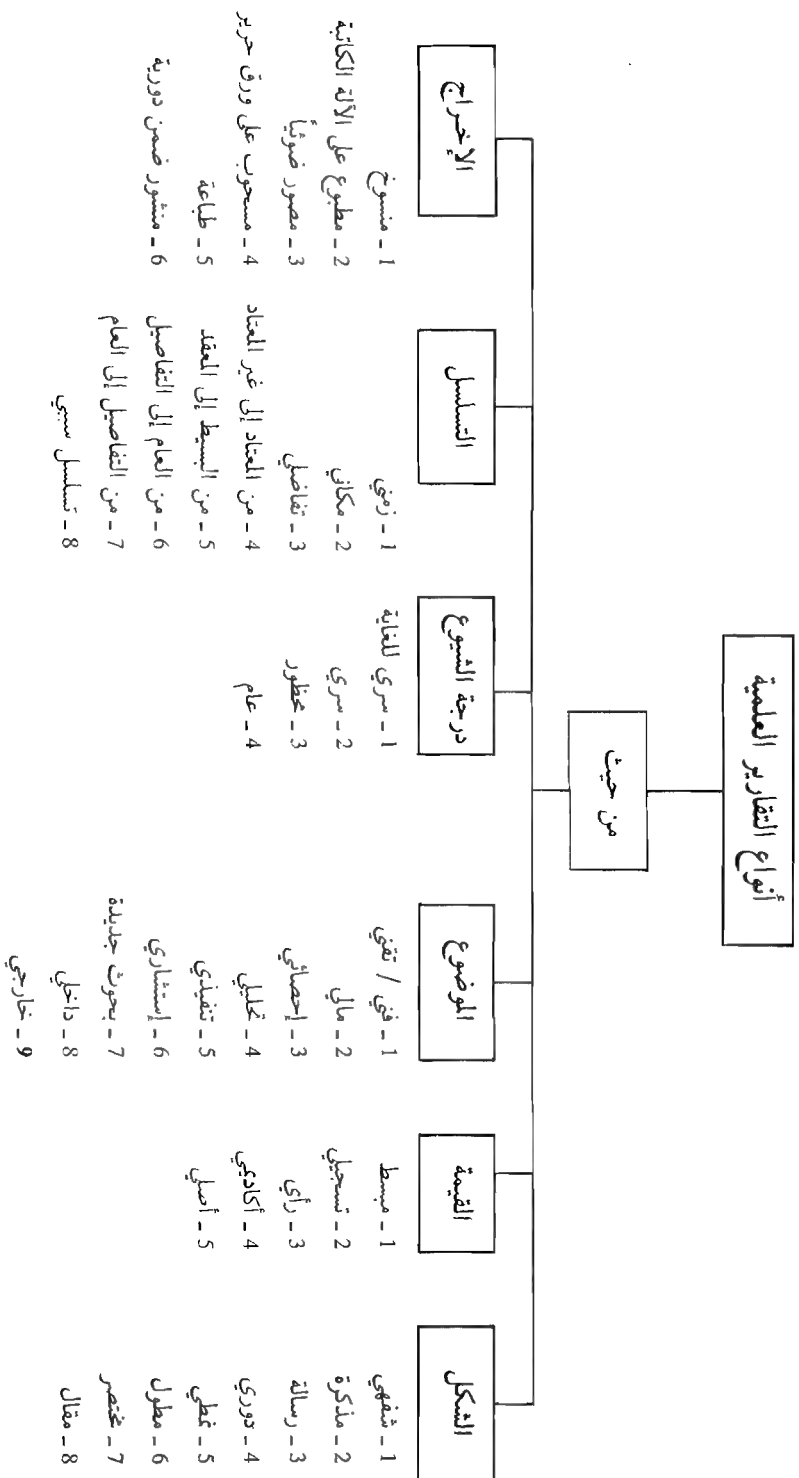 أنواع التقارير العلمية
من حيث
الشكل
1 - شفهي
2 - مذكرة
3 - رسالة
4 - دوري
5 - نمطي
6 - مطول
7 - مختصر
8 - مقال
القيمة
1 - مبسط
2 - تسجيلي
3 - رأي
4 - أكاديمي
5 - أصلي
الموضوع
1 - فني / تقني
2 - مالي
3 - إحصائي
4 - تحليلي
5 - تنفيذي
6 - إستشاري
7 - بحوث جديدة
8 - داخلي
9 - خارجي
درجة الشيوع
1 - سري للغاية
2 - سري
3 - محظور
4 - عام
التسلسل
1 - زمني
2 - مكاني
3 - تفاضلي
4 - من المعتاد إلى غير المعتاد
5 - من البسيط إلى المعقد
6 - من العام إلى التفاصيل
7 - من التفاصيل إلى العام
8 - تسلسل سببي
الإخراج
1 - منسوخ
2 - مطبوع على الآلة الكاتبة
3 - مصور ضوئياً
4 - مسحوب على ورق حرير
5 - طباعة
6 - منشور ضمن دورية